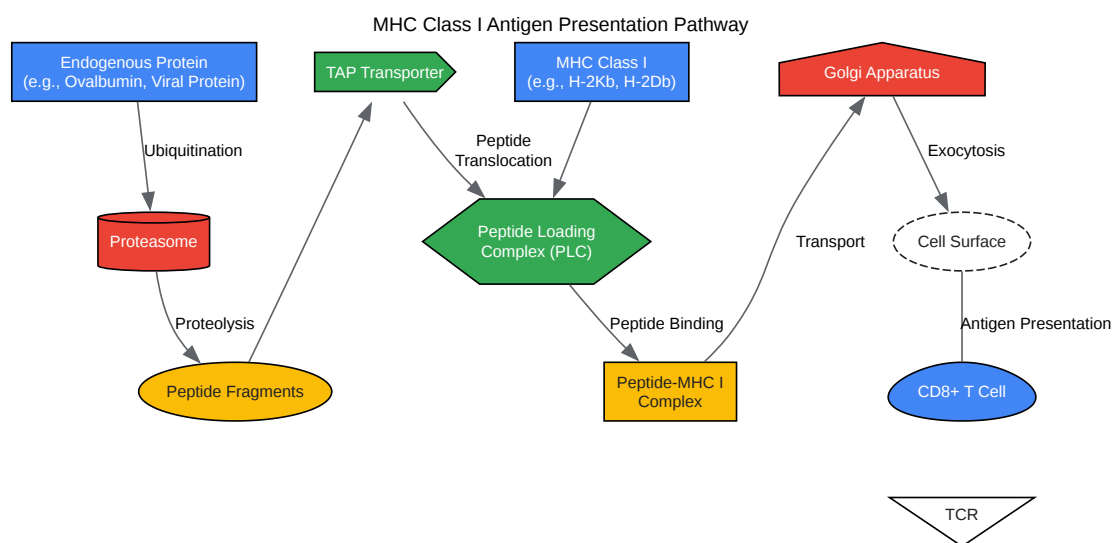 MHC Class I Antigen Presentation Pathway
Endogenous Protein
(e.g., Ovalbumin, Viral Protein)
TAP Transporter
MHC Class I
(e.g., H-2Kb, H-2Db)
Golgi Apparatus
Ubiquitination
Peptide
Translocation
Exocytosis
Proteasome
Peptide Loading
Complex (PLC)
Transport
Cell Surface
Proteolysis
Peptide Binding
Antigen Presentation
Peptide Fragments
Peptide-MHC I
Complex
CD8+ T Cell
TCR